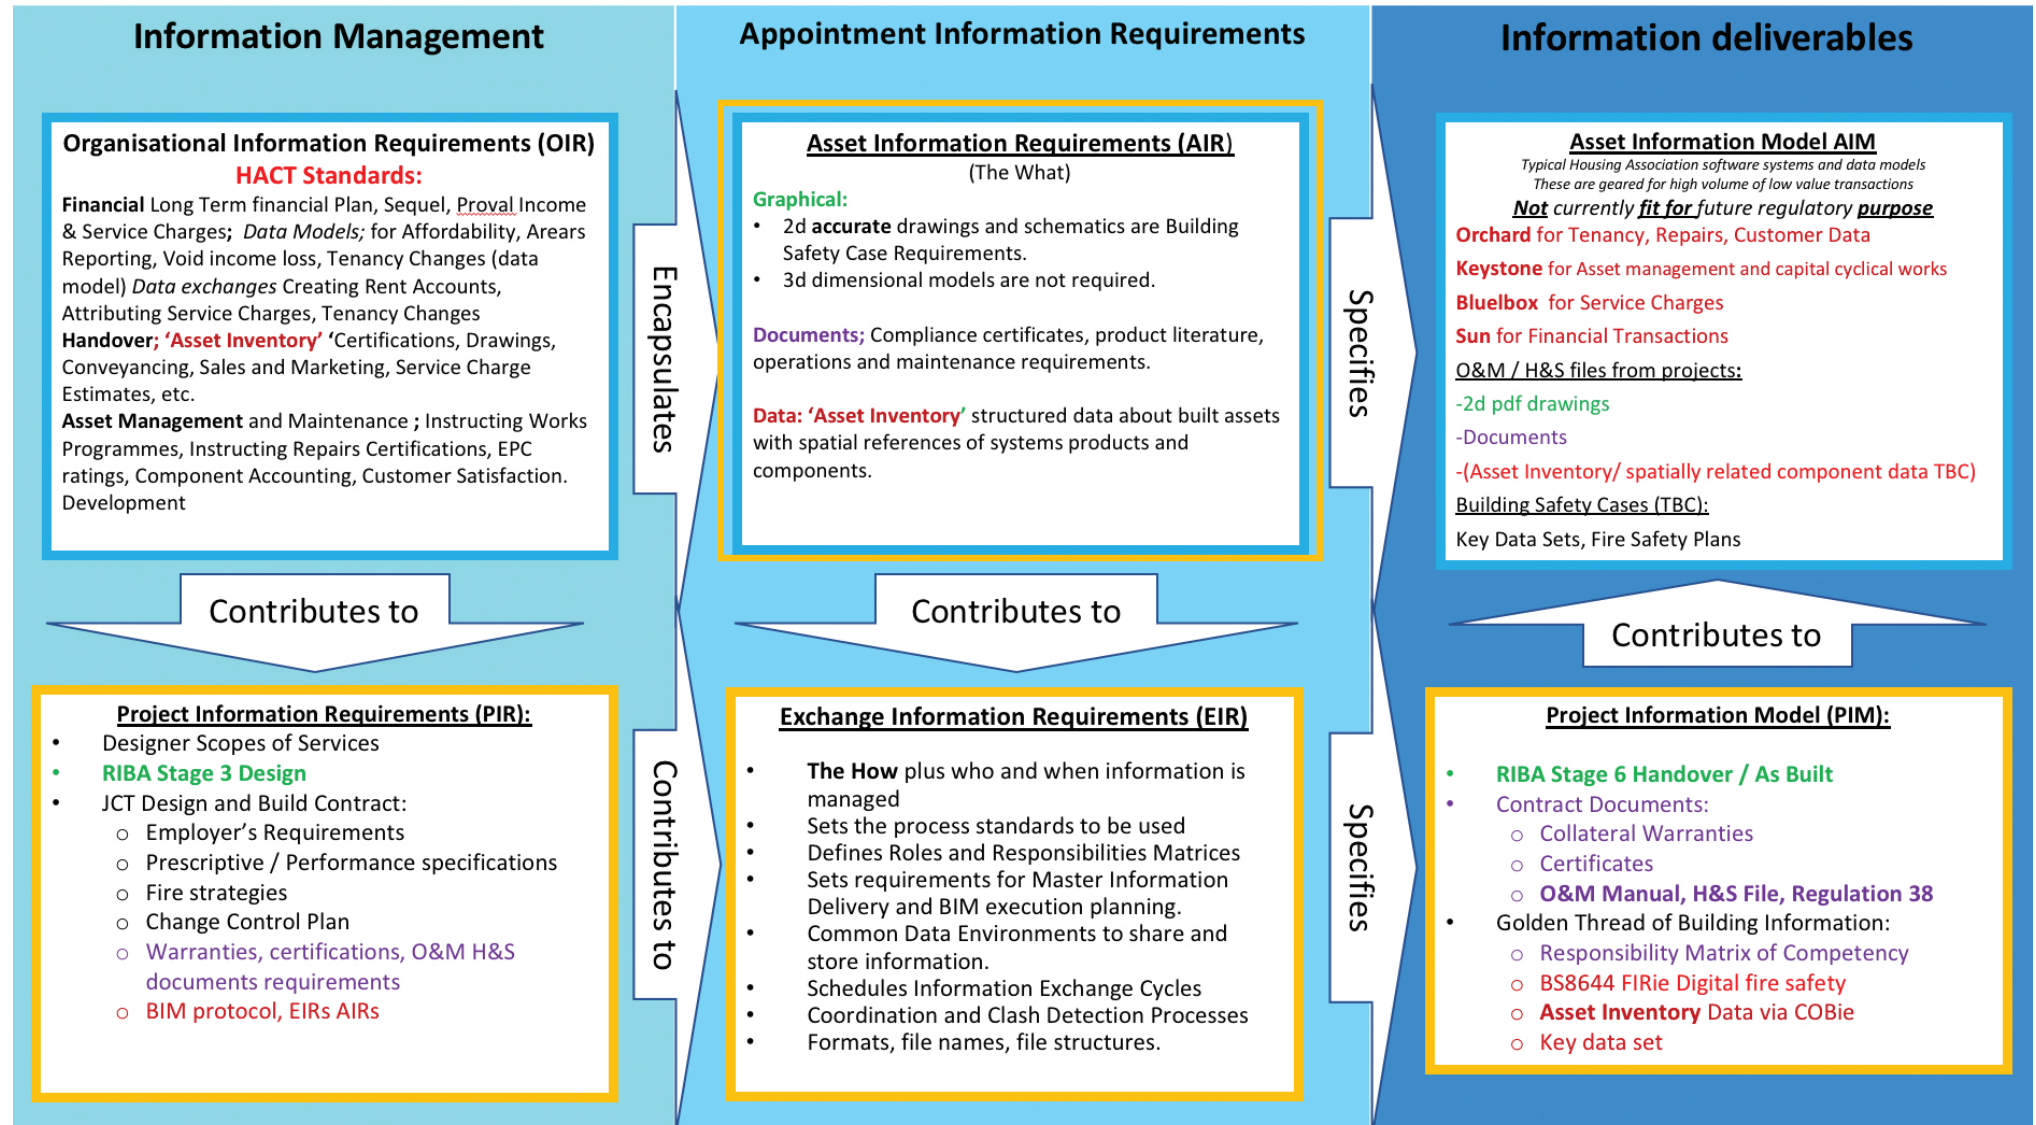 Information Management
Appointment Information Requirements
Information deliverables
Organisational Information Requirements (OIR)
HACT Standards:
Financial Long Term financial Plan, Sequel, Proval Income
& Service Charges; Data Models; for Affordability, Arears
Reporting, Void income loss, Tenancy Changes (data
model) Data exchanges Creating Rent Accounts,
Attributing Service Charges, Tenancy Changes
Handover; ‘Asset Inventory’ ‘Certifications, Drawings,
Conveyancing, Sales and Marketing, Service Charge
Estimates, etc.
Asset Management and Maintenance ; Instructing Works
Programmes, Instructing Repairs Certifications, EPC
ratings, Component Accounting, Customer Satisfaction.
Development
Encapsulates
Asset Information Requirements (AIR)
(The What)
Graphical:
• 2d accurate drawings and schematics are Building
Safety Case Requirements.
• 3d dimensional models are not required.
Documents; Compliance certificates, product literature,
operations and maintenance requirements.
Data: ‘Asset Inventory’ structured data about built assets
with spatial references of systems products and
components.
Specifies
Asset Information Model AIM
Typical Housing Association software systems and data models
These are geared for high volume of low value transactions
Not currently fit for future regulatory purpose
Orchard for Tenancy, Repairs, Customer Data
Keystone for Asset management and capital cyclical works
Bluelbox for Service Charges
Sun for Financial Transactions
O&M / H&S files from projects:
-2d pdf drawings
-Documents
-(Asset Inventory/ spatially related component data TBC)
Building Safety Cases (TBC):
Key Data Sets, Fire Safety Plans
Contributes to
Contributes to
Contributes to
Project Information Requirements (PIR):
• Designer Scopes of Services
• RIBA Stage 3 Design
• JCT Design and Build Contract:
o Employer’s Requirements
o Prescriptive / Performance specifications
o Fire strategies
o Change Control Plan
o Warranties, certifications, O&M H&S
documents requirements
o BIM protocol, EIRs AIRs
Contributes to
Exchange Information Requirements (EIR)
• The How plus who and when information is
managed
• Sets the process standards to be used
• Defines Roles and Responsibilities Matrices
• Sets requirements for Master Information
Delivery and BIM execution planning.
• Common Data Environments to share and
store information.
• Schedules Information Exchange Cycles
• Coordination and Clash Detection Processes
• Formats, file names, file structures.
Specifies
Project Information Model (PIM):
• RIBA Stage 6 Handover / As Built
• Contract Documents:
o Collateral Warranties
o Certificates
o O&M Manual, H&S File, Regulation 38
• Golden Thread of Building Information:
o Responsibility Matrix of Competency
o BS8644 FIRie Digital fire safety
o Asset Inventory Data via COBie
o Key data set